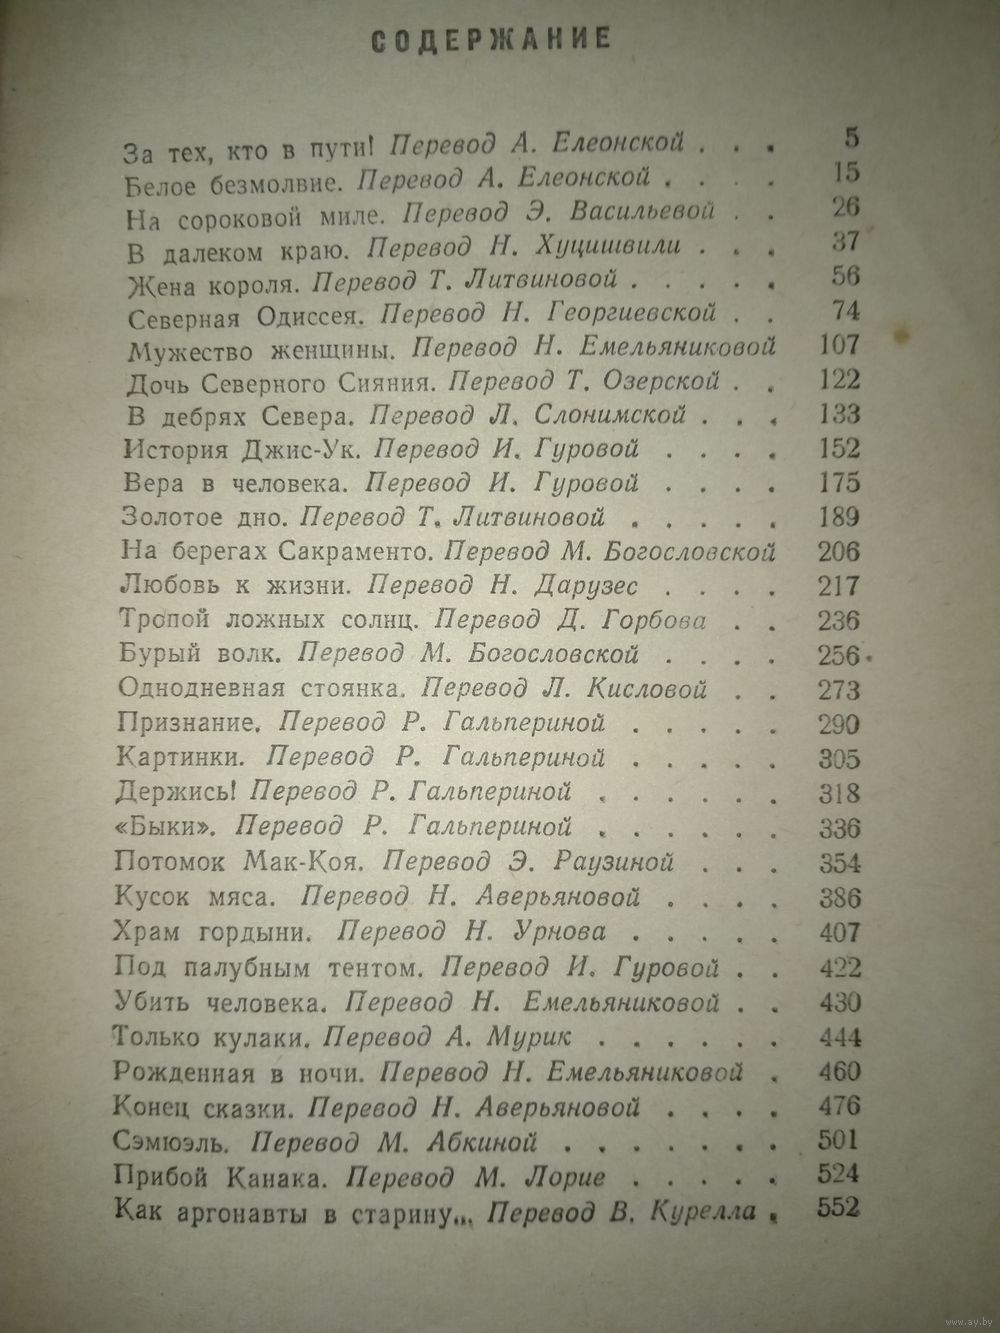 СОДЕРЖАНИЕ
За тех, кто в пути! Перевод А. Елеонской . . . 5
Белое безмолвие. Перевод А. Елеонской . . . . 15
На сороковой миле. Перевод Э. Васильевой . . 26
В далеком краю. Перевод Н. Хуцишвили . . . 37
Жена короля. Перевод Т. Литвиновой . . . . . 56
Северная Одиссея. Перевод Н. Георгиевской . . 74
Мужество женщины. Перевод Н. Емельяниковой 107
Дочь Северного Сияния. Перевод Т. Озерской . . 122
В дебрях Севера. Перевод Л. Слонимской . . . 133
История Джис-Ук. Перевод И. Гуровой . . . . 152
Вера в человека. Перевод И. Гуровой . . . . 175
Золотое дно. Перевод Т. Литвиновой . . . . . 189
На берегах Сакраменто. Перевод М. Богословской 206
Любовь к жизни. Перевод Н. Дарузес . . . . 217
Тропой ложных солнц. Перевод Д. Горбова . . 236
Бурый волк. Перевод М. Богословской . . . . 256
Однодневная стоянка. Перевод Л. Кисловой . . 273
Признание. Перевод Р. Гальпериной . . . . . 290
Картинки. Перевод Р. Гальпериной . . . . . 305
Держись! Перевод Р. Гальпериной . . . . . . 318
«Быки». Перевод Р. Гальпериной . . . . . . 336
Потомок Мак-Коя. Перевод Э. Раузиной . . . 354
Кусок мяса. Перевод Н. Аверьяновой . . . . 386
Храм гордыни. Перевод Н. Урнова . . . . . 407
Под палубным тентом. Перевод И. Гуровой . . 422
Убить человека. Перевод Н. Емельяниковой . . 430
Только кулаки. Перевод А. Мурик . . . . . . 444
Рожденная в ночи. Перевод Н. Емельяниковой . 460
Конец сказки. Перевод Н. Аверьяновой . . . . 476
Сэмюэль. Перевод М. Абкиной . . . . . . . 501
Прибой Канака. Перевод М. Лорие . . . . . 524
Как аргонавты в старину... Перевод В. Курелла . 552
www.ay.by